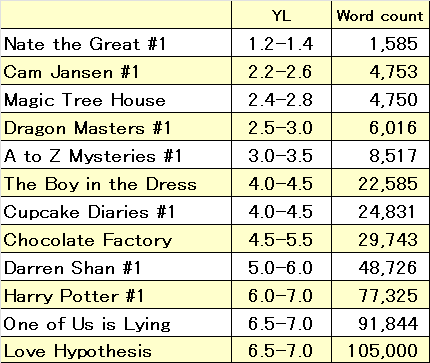 YL Word count
Nate the Great #1 1.2-1.4 1,585
Cam Jansen #1 2.2-2.6 4,753
Magic Tree House 2.4-2.8 4,750
Dragon Masters #1 2.5-3.0 6,016
A to Z Mysteries #1 3.0-3.5 8,517
The Boy in the Dress 4.0-4.5 22,585
Cupcake Diaries #1 4.0-4.5 24,831
Chocolate Factory 4.5-5.5 29,743
Darren Shan #1 5.0-6.0 48,726
Harry Potter #1 6.0-7.0 77,325
One of Us is Lying 6.5-7.0 91,844
Love Hypothesis 6.5-7.0 105,000